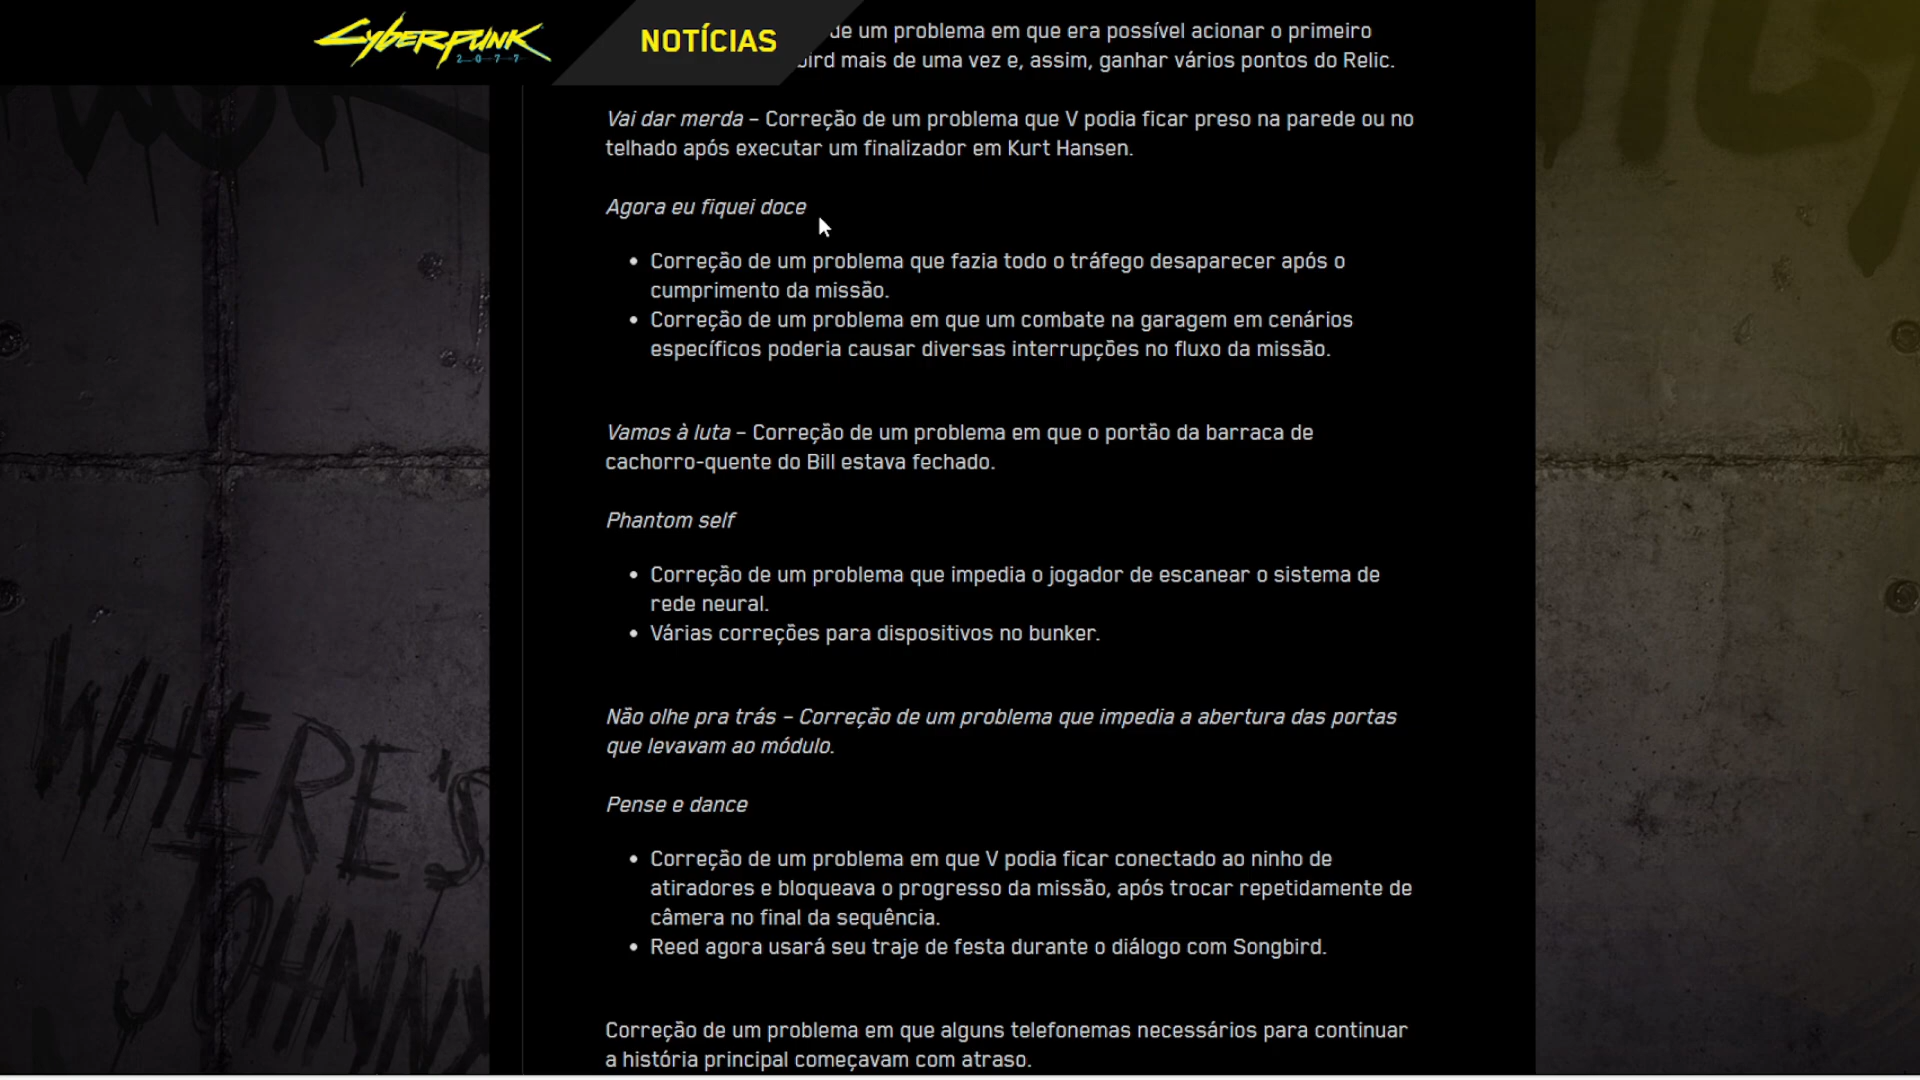 CYBERPUNK
2077
NOTÍCIAS
de um problema em que era possível acionar o primeiro
bird mais de uma vez e, assim, ganhar vários pontos do Relic.
Vai dar merda – Correção de um problema que V podia ficar preso na parede ou no
telhado após executar um finalizador em Kurt Hansen.
Agora eu fiquei doce
• Correção de um problema que fazia todo o tráfego desaparecer após o
cumprimento da missão.
• Correção de um problema em que um combate na garagem em cenários
específicos poderia causar diversas interrupções no fluxo da missão.
Vamos à luta – Correção de um problema em que o portão da barraca de
cachorro-quente do Bill estava fechado.
Phantom self
• Correção de um problema que impedia o jogador de escanear o sistema de
rede neural.
• Várias correções para dispositivos no bunker.
Não olhe pra trás – Correção de um problema que impedia a abertura das portas
que levavam ao módulo.
Pense e dance
• Correção de um problema em que V podia ficar conectado ao ninho de
atiradores e bloqueava o progresso da missão, após trocar repetidamente de
câmera no final da sequência.
• Reed agora usará seu traje de festa durante o diálogo com Songbird.
Correção de um problema em que alguns telefonemas necessários para continuar
a história principal começavam com atraso.
WHERE'S
JOHNNY